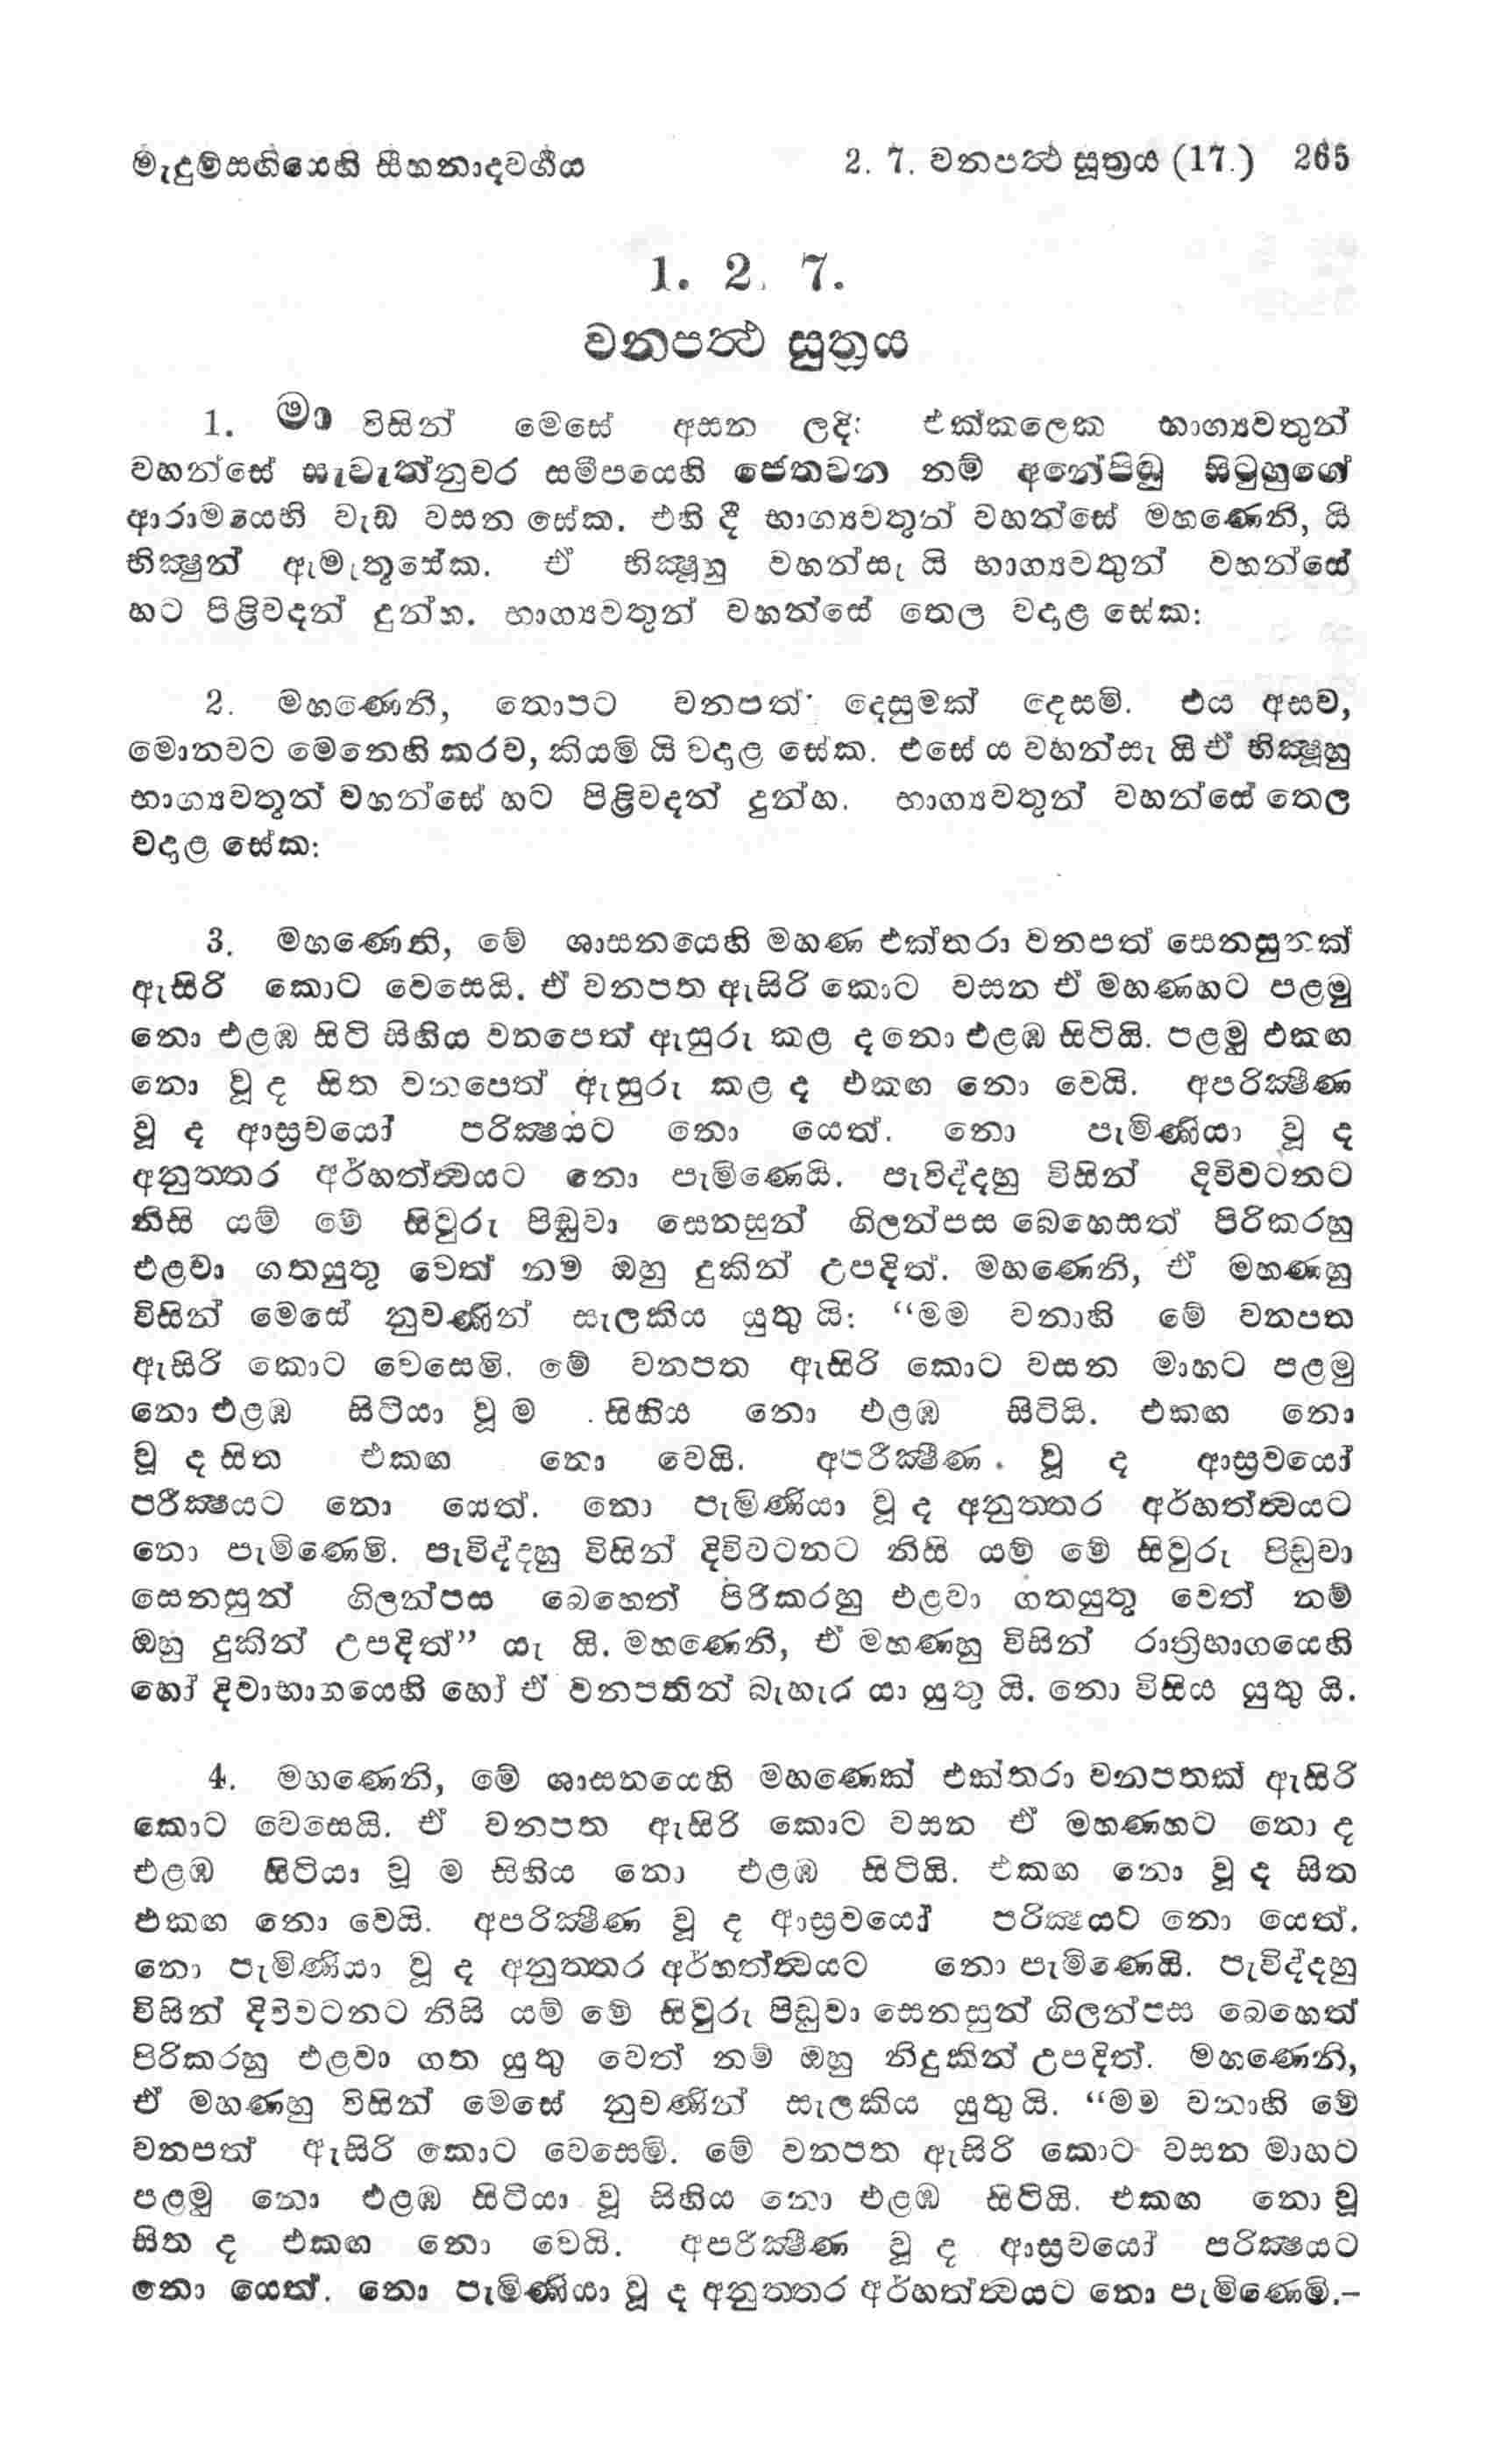 මැදුම්සඟියෙහි සීහනාදවර්‍ගය 2. 7. වනපත්‍ථ සූත්‍රය (17.) 265
1. 2. 7.
වනපත්‍ථ සුත්‍රය
1. මා විසින් මෙසේ අසන ලදි: එක්කලෙක භාග්‍යවතුන්
වහන්සේ සැවැත්නුවර සමීපයෙහි ජෙතවන නම් අනේපිඬු සිටුහුගේ
ආරාමයෙහි වැඩ වසන සේක. එහි දී භාග්‍යවතුන් වහන්සේ මහණෙනි, යි
භික්‍ෂුන් ඇමැතූසේක. ඒ භික්‍ෂූහු වහන්සැ යි භාග්‍යවතුන් වහන්සේ
හට පිළිවදන් දුන්හ. භාග්‍යවතුන් වහන්සේ තෙල වදාළ සේක:
2. මහණෙනි, තොපට වනපත් දෙසුමක් දෙසමි. එය අසව,
මොනවට මෙනෙහි කරව, කියමි යි වදාළ සේක. එසේ ය වහන්සැ යි ඒ භික්‍ෂූහු
භාග්‍යවතුන් වහන්සේ හට පිළිවදන් දුන්හ. භාග්‍යවතුන් වහන්සේ තෙල
වදාළ සේක:
3. මහණෙනි, මේ ශාසනයෙහි මහණ එක්තරා වනපත් සෙනසුනක්
ඇසිරි කොට වෙසෙයි. ඒ වනපත ඇසිරි කොට වසන ඒ මහණහට පළමු
නො එළඹ සිටි සිහිය වනපෙත් ඇසුරු කළ ද නො එළඹ සිටියි. පළමු එකඟ
නො වූ ද සිත වනපෙත් ඇසුරු කළ ද එකඟ නො වෙයි. අපරික්‍ෂීණ
වූ ද ආස්‍රවයෝ පරික්‍ෂයට නො යෙත්. නො පැමිණියා වූ ද
අනුත්තර අර්හත්ත්‍වයට නො පැමිණෙයි. පැවිද්දහු විසින් දිවිවටනට
නිසි යම් මේ සිවුරු පිඬුවා සෙනසුන් ගිලන්පස බෙහෙසත් පිරිකරහු
එළවා ගතයුතු වෙත් නම් ඔහු දුකින් උපදිත්. මහණෙනි, ඒ මහණහු
විසින් මෙසේ නුවණින් සැලකිය යුතු යි: “මම වනාහි මේ වනපත
ඇසිරි කොට වෙසෙමි. මේ වනපත ඇසිරි කොට වසන මාහට පළමු
නො එළඹ සිටියා වූ ම සිහිය නො එළඹ සිටියි. එකඟ නො
වූ ද සිත එකඟ නො වෙයි. අපරික්‍ෂීණ වූ ද ආස්‍රවයෝ
පරික්‍ෂයට නො යෙත්. නො පැමිණියා වූ ද අනුත්තර අර්හත්ත්‍වයට
නො පැමිණෙමි. පැවිද්දහු විසින් දිවිවටනට නිසි යම් මේ සිවුරු පිඬුවා
සෙනසුන් ගිලන්පස බෙහෙත් පිරිකරහු එළවා ගතයුතු වෙත් නම්
ඔහු දුකින් උපදිත්” යැ යි. මහණෙනි, ඒ මහණහු විසින් රාත්‍රිභාගයෙහි
හෝ දිවාභාගයෙහි හෝ ඒ වනපතින් බැහැර යා යුතු යි. නො විසිය යුතු යි.
4. මහණෙනි, මේ ශාසනයෙහි මහණෙක් එක්තරා වනපතක් ඇසිරි
කොට වෙසෙයි. ඒ වනපත ඇසිරි කොට වසන ඒ මහණහට නො ද
එළඹ සිටියා වූ ම සිහිය නො එළඹ සිටියි. එකඟ නො වූ ද සිත
එකඟ නො වෙයි. අපරික්‍ෂීණ වූ ද ආස්‍රවයෝ පරික්‍ෂයට නො යෙත්.
නො පැමිණියා වූ ද අනුත්තර අර්හත්ත්‍වයට නො පැමිණෙයි. පැවිද්දහු
විසින් දිවිවටනට නිසි යම් මේ සිවුරු පිඬුවා සෙනසුන් ගිලන්පස බෙහෙත්
පිරිකරහු එළවා ගත යුතු වෙත් නම් ඔහු නිදුකින් උපදිත්. මහණෙනි,
ඒ මහණහු විසින් මෙසේ නුවණින් සැලකිය යුතුයි. “මම වනාහි මේ
වනපත් ඇසිරි කොට වෙසෙමි. මේ වනපත ඇසිරි කොට වසන මාහට
පළමු නො එළඹ සිටියා වූ සිහිය නො එළඹ සිටියි. එකඟ නො වූ
සිත ද එකඟ නො වෙයි. අපරික්‍ෂීණ වූ ද ආස්‍රවයෝ පරික්‍ෂයට
නො යෙත්. නො පැමිණියා වූ ද අනුත්තර අර්හත්ත්‍වයට නො පැමිණෙමි.-